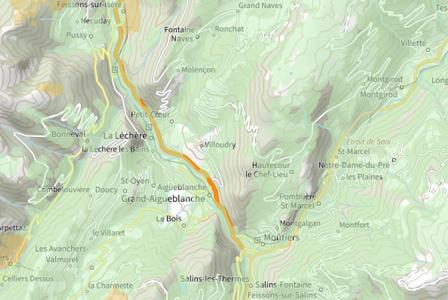 Feissons-sur-Isère
Grand Naves
Nécuday
Fontaine
Naves
Ronchat
Pussy
Villette
Molençon
Montgirod
Montgirod
Long
Petit-Cœur
Bonneval
La Léchère
Étroit de Saix
la Léchère les Bains
Villoudry
St-Marcel
Notre-Dame-du-Pré
Hautecour
le Chef-Lieu
les Plaines
St-Oyen
Combelouvière
Doucy
Aigueblanche
Grand-Aigueblanche
Pomblière
St-Marcel
Le Bois
Montgalgan
Montfort
le Villaret
Moûtiers
Les Avanchers
Valmorel
Celliers Dessus
la Charmette
Salins-les-Thermes
Salins-Fontaine
Feissons-sur-Salins